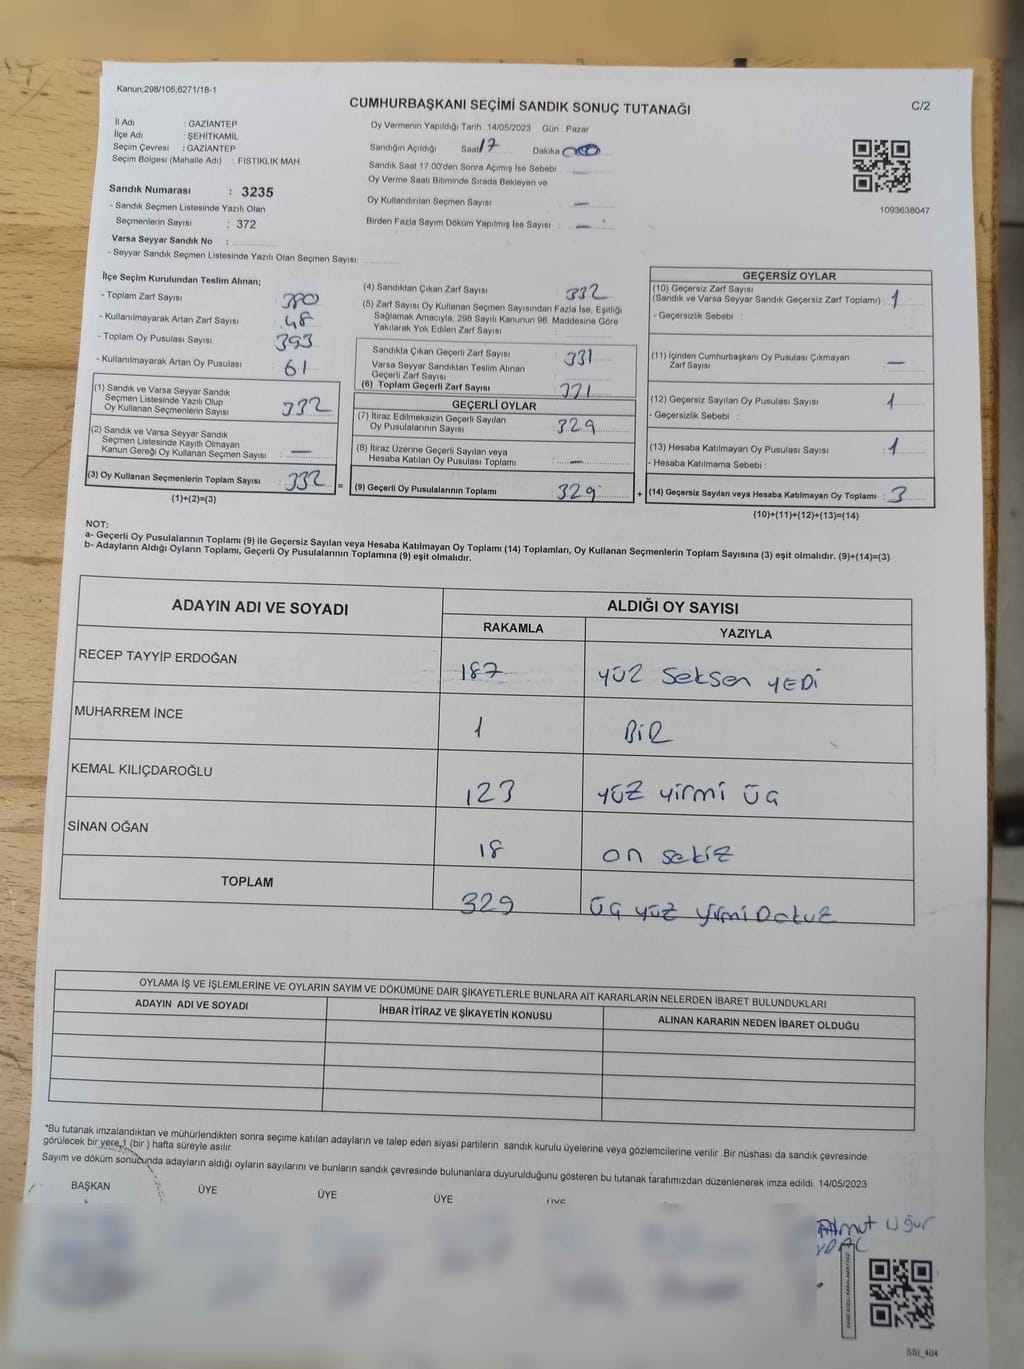 Kanun,298/105,6271/18-1
CUMHURBAŞKANI SEÇİMİ SANDIK SONUÇ TUTANAĞI
C/2
İl Adı : GAZİANTEP
İlçe Adı : ŞEHİTKAMİL
Seçim Çevresi : GAZİANTEP
Seçim Bölgesi (Mahalle Adı) : FISTIKLIK MAH.
Sandık Numarası : 3235
- Sandık Seçmen Listesinde Yazılı Olan
Seçmenlerin Sayısı : 372
Varsa Seyyar Sandık No :
- Seyyar Sandık Seçmen Listesinde Yazılı Olan Seçmen Sayısı:
Oy Vermenin Yapıldığı Tarih 14/05/2023 Gün : Pazar
Sandığın Açıldığı Saat 17 Dakika
Sandık Saat 17.00'den Sonra Açımış İse Sebebi
Oy Verme Saati Bitiminde Sırada Bekleyen ve
Oy Kullandırılan Seçmen Sayısı : —
Birden Fazla Sayım Döküm Yapılmış İse Sayısı : —
1093638047
İlçe Seçim Kurulundan Teslim Alınan;
- Toplam Zarf Sayısı : 380
- Kullanılmayarak Artan Zarf Sayısı : 48
- Toplam Oy Pusulası Sayısı : 393
- Kullanılmayarak Artan Oy Pusulası : 61
(1) Sandık ve Varsa Seyyar Sandık
Seçmen Listesinde Yazılı Olup
Oy Kullanan Seçmenlerin Sayısı : 332
(2) Sandık ve Varsa Seyyar Sandık
Seçmen Listesinde Kayıtlı Olmayan
Kanun Gereği Oy Kullanan Seçmen Sayısı : —
(3) Oy Kullanan Seçmenlerin Toplam Sayısı : 332
(1)+(2)=(3)
=
(4) Sandıktan Çıkan Zarf Sayısı : 332
(5) Zarf Sayısı Oy Kullanan Seçmen Sayısından Fazla İse, Eşitliği
Sağlamak Amacıyla, 298 Sayılı Kanunun 98. Maddesine Göre
Yakılarak Yok Edilen Zarf Sayısı :
Sandıkta Çıkan Geçerli Zarf Sayısı : 331
Varsa Seyyar Sandıktan Teslim Alınan
Geçerli Zarf Sayısı :
(6) Toplam Geçerli Zarf Sayısı : 331
GEÇERLİ OYLAR
(7) İtiraz Edilmeksizin Geçerli Sayılan
Oy Pusulalarının Sayısı : 329
(8) İtiraz Üzerine Geçerli Sayılan veya
Hesaba Katılan Oy Pusulası Toplamı : —
(9) Geçerli Oy Pusulalarının Toplamı : 329
+
GEÇERSİZ OYLAR
(10) Geçersiz Zarf Sayısı
(Sandık ve Varsa Seyyar Sandık Geçersiz Zarf Toplamı) : 1
- Geçersizlik Sebebi :
(11) İçinden Cumhurbaşkanı Oy Pusulası Çıkmayan
Zarf Sayısı : —
(12) Geçersiz Sayılan Oy Pusulası Sayısı : 1
- Geçersizlik Sebebi :
(13) Hesaba Katılmayan Oy Pusulası Sayısı : 1
- Hesaba Katılmama Sebebi :
(14) Geçersiz Sayılan veya Hesaba Katılmayan Oy Toplamı : 3
(10)+(11)+(12)+(13)=(14)
NOT:
a- Geçerli Oy Pusulalarının Toplamı (9) ile Geçersiz Sayılan veya Hesaba Katılmayan Oy Toplamı (14) Toplamları, Oy Kullanan Seçmenlerin Toplam Sayısına (3) eşit olmalıdır. (9)+(14)=(3)
b- Adayların Aldığı Oyların Toplamı, Geçerli Oy Pusulalarının Toplamına (9) eşit olmalıdır.
ADAYIN ADI VE SOYADI
ALDIĞI OY SAYISI
RAKAMLA YAZIYLA
RECEP TAYYİP ERDOĞAN 187 yüz seksen YEDİ
MUHARREM İNCE 1 BİR
KEMAL KILIÇDAROĞLU 123 yüz yirmi üç
SİNAN OĞAN 18 on sekiz
TOPLAM 329 üç yüz yirmi Dokuz
OYLAMA İŞ VE İŞLEMLERİNE VE OYLARIN SAYIM VE DÖKÜMÜNE DAİR ŞİKAYETLERLE BUNLARA AİT KARARLARIN NELERDEN İBARET BULUNDUKLARI
ADAYIN ADI VE SOYADI İHBAR İTİRAZ VE ŞİKAYETİN KONUSU ALINAN KARARIN NEDEN İBARET OLDUĞU
*Bu tutanak imzalandıktan ve mühürlendikten sonra seçime katılan adayların ve talep eden siyasi partilerin sandık kurulu üyelerine veya gözlemcilerine verilir .Bir nüshası da sandık çevresinde
görülecek bir yere 1 (bir ) hafta süreyle asılır.
Sayım ve döküm sonucunda adayların aldığı oyların sayılarını ve bunların sandık çevresinde bulunanlara duyurulduğunu gösteren bu tutanak tarafımızdan düzenlenerek imza edildi. 14/05/2023
BAŞKAN ÜYE ÜYE ÜYE ÜYE
Uğur
SSI_404